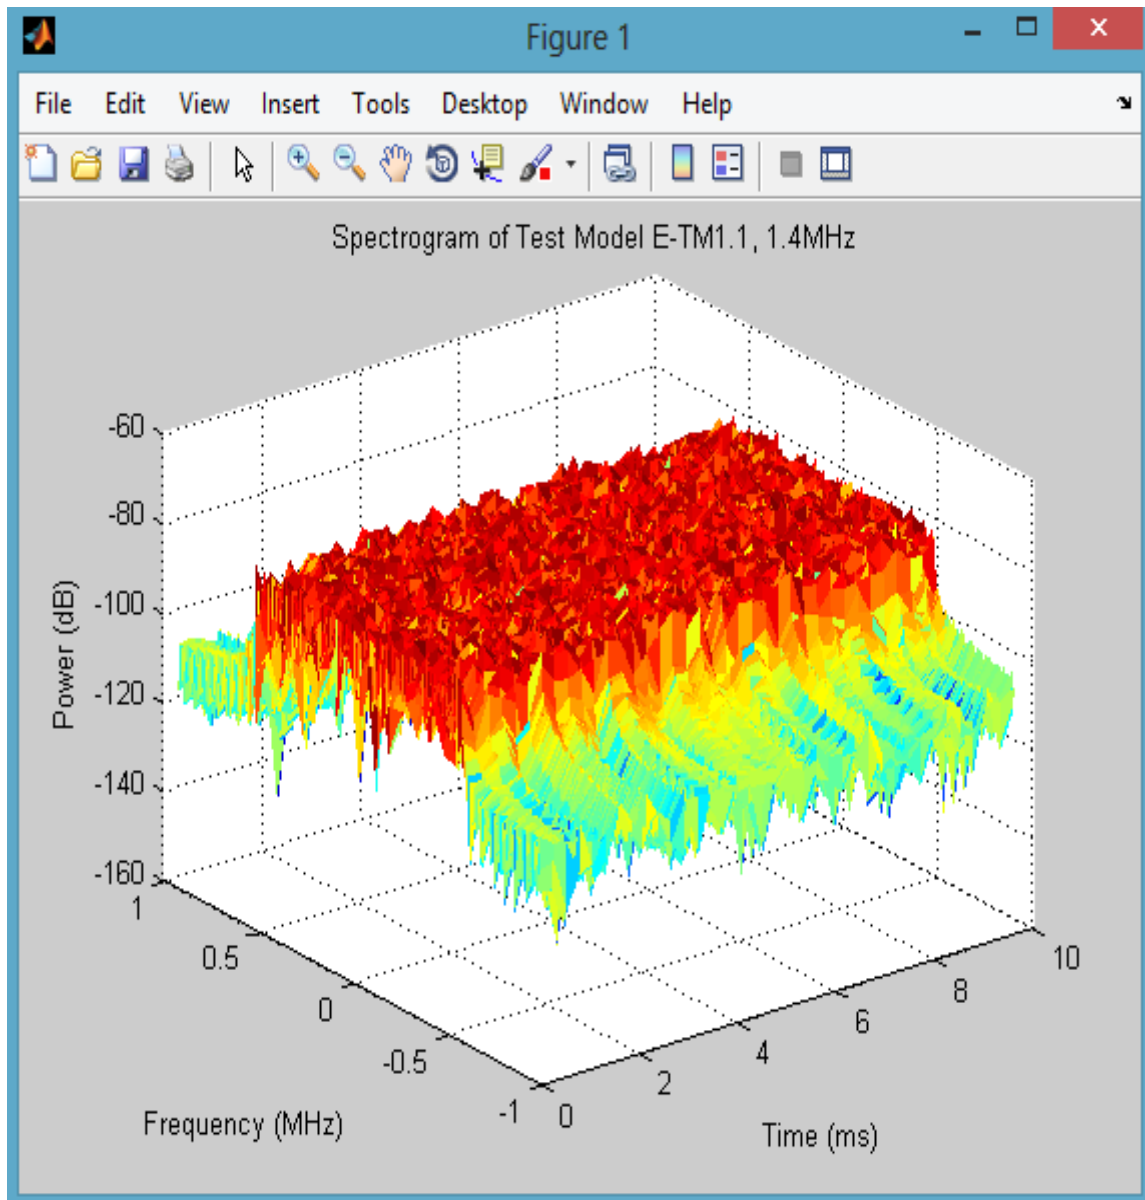 Figure 1
File Edit View Insert Tools Desktop Window Help
Spectrogram of Test Model E-TM1.1, 1.4MHz
-60
-80
-100
-120
-140
-160
Power (dB)
1
0.5
0
-0.5
-1
Frequency (MHz)
0
2
4
6
8
10
Time (ms)